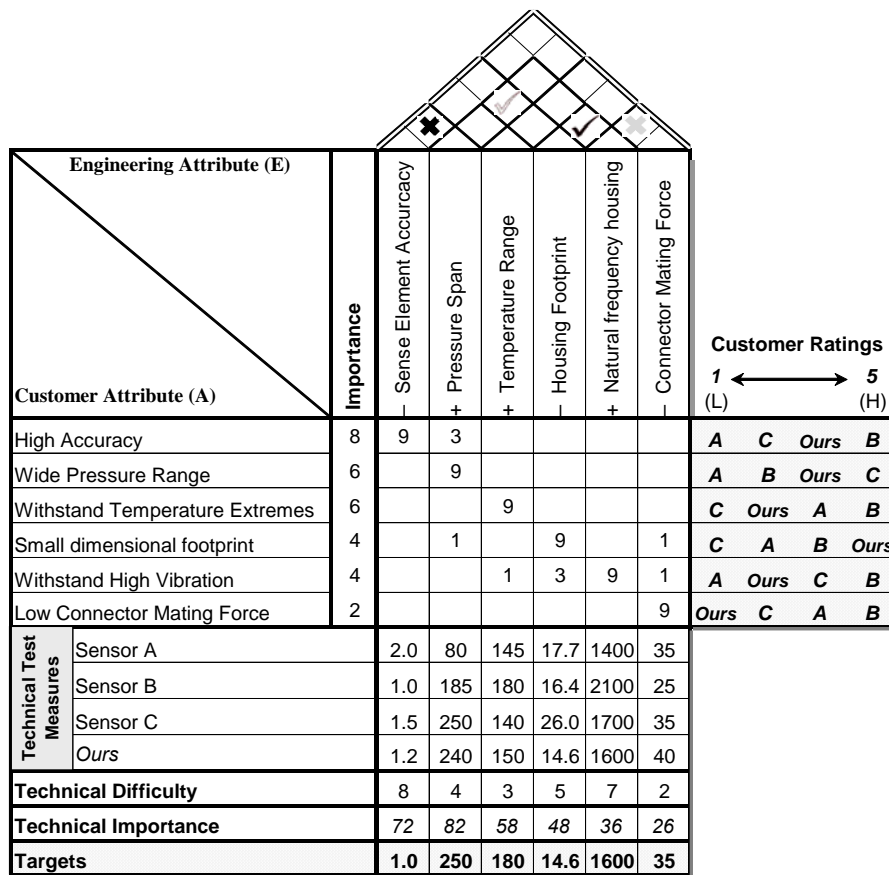 Engineering Attribute (E)
Customer Attribute (A)
Importance
– Sense Element Accurcacy
+ Pressure Span
+ Temperature Range
– Housing Footprint
+ Natural frequency housing
– Connector Mating Force
Customer Ratings
1 5
(L) (H)
High Accuracy 8 9 3 A C Ours B
Wide Pressure Range 6 9 A B Ours C
Withstand Temperature Extremes 6 9 C Ours A B
Small dimensional footprint 4 1 9 1 C A B Ours
Withstand High Vibration 4 1 3 9 1 A Ours C B
Low Connector Mating Force 2 9 Ours C A B
Technical Test
Measures
Sensor A 2.0 80 145 17.7 1400 35
Sensor B 1.0 185 180 16.4 2100 25
Sensor C 1.5 250 140 26.0 1700 35
Ours 1.2 240 150 14.6 1600 40
Technical Difficulty 8 4 3 5 7 2
Technical Importance 72 82 58 48 36 26
Targets 1.0 250 180 14.6 1600 35